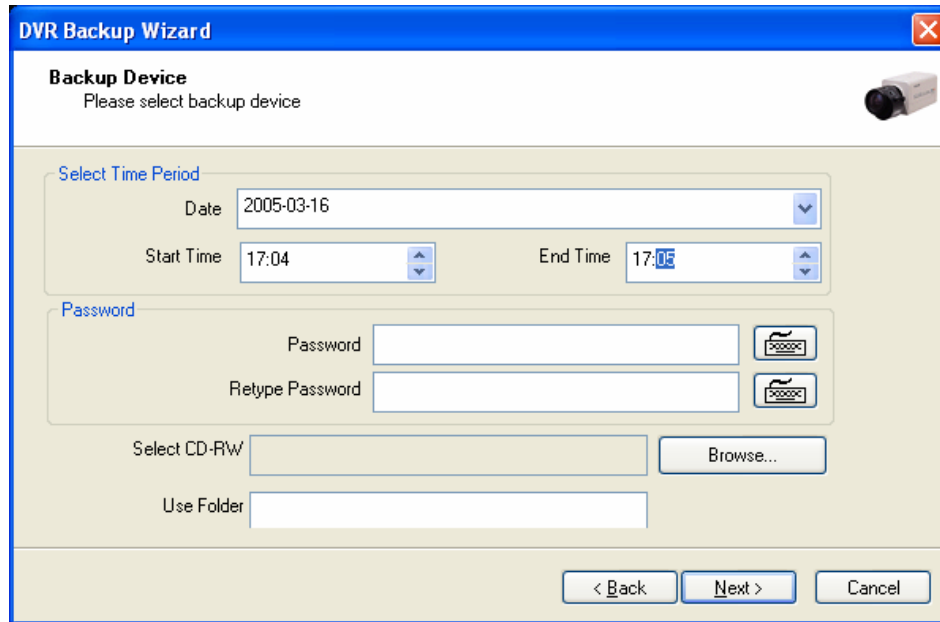 DVR Backup Wizard
Backup Device
Please select backup device
Select Time Period
Date 2005-03-16
Start Time 17:04 End Time 17:05
Password
Password
Retype Password
Select CD-RW Browse...
Use Folder
< Back Next > Cancel